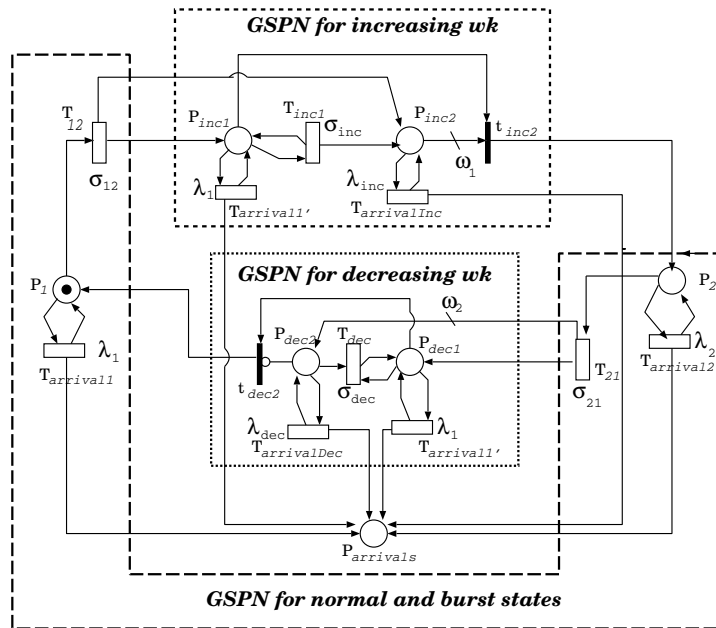 GSPN for increasing wk
T12
σ12
Pinc1
Tinc1
σinc
Pinc2
ω1
tinc2
λ1
Tarrival1'
λinc
TarrivalInc
GSPN for decreasing wk
P1
λ1
Tarrival1
ω2
Pdec2
Tdec
Pdec1
tdec2
σdec
λdec
TarrivalDec
λ1
Tarrival1'
T21
σ21
P2
λ2
Tarrival2
Parrivals
GSPN for normal and burst states